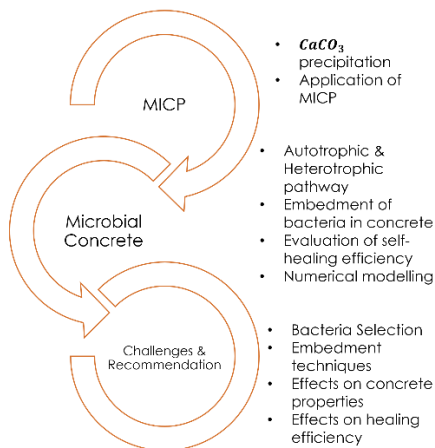 MICP
• CaCO₃
precipitation
• Application of
MICP
Microbial
Concrete
• Autotrophic &
Heterotrophic
pathway
• Embedment of
bacteria in concrete
• Evaluation of self-
healing efficiency
• Numerical modelling
Challenges &
Recommendation
• Bacteria Selection
• Embedment
techniques
• Effects on concrete
properties
• Effects on healing
efficiency